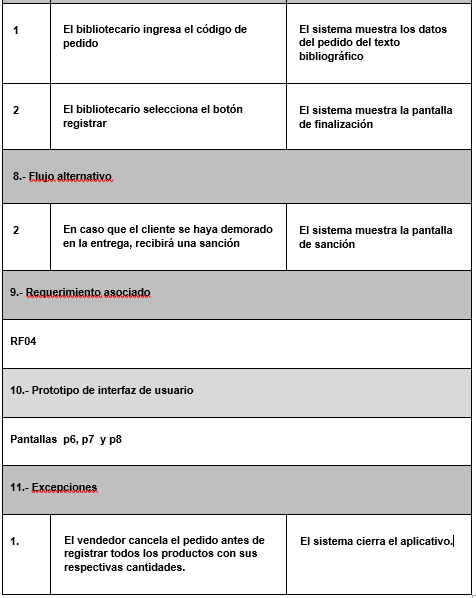 1
El bibliotecario ingresa el código de
pedido
El sistema muestra los datos
del pedido del texto
bibliográfico
2
El bibliotecario selecciona el botón
registrar
El sistema muestra la pantalla
de finalización
8.- Flujo alternativo
2
En caso que el cliente se haya demorado
en la entrega, recibirá una sanción
El sistema muestra la pantalla
de sanción
9.- Requerimiento asociado
RF04
10.- Prototipo de interfaz de usuario
Pantallas p6, p7 y p8
11.- Excepciones
1.
El vendedor cancela el pedido antes de
registrar todos los productos con sus
respectivas cantidades.
El sistema cierra el aplicativo.